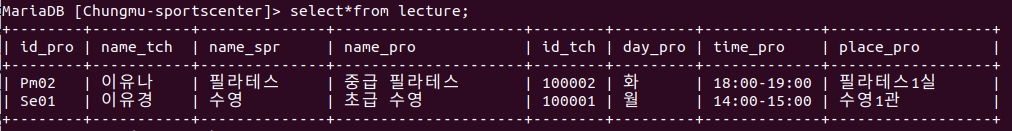 MariaDB [Chungmu-sportscenter]> select*from lecture;
+--------+----------+-----------+----------------+--------+---------+-------------+---------------+
| id_pro | name_tch | name_spr | name_pro | id_tch | day_pro | time_pro | place_pro |
+--------+----------+-----------+----------------+--------+---------+-------------+---------------+
| Pm02 | 이유나 | 필라테스 | 중급 필라테스 | 100002 | 화 | 18:00-19:00 | 필라테스1실 |
| Se01 | 이유경 | 수영 | 초급 수영 | 100001 | 월 | 14:00-15:00 | 수영1관 |
+--------+----------+-----------+----------------+--------+---------+-------------+---------------+